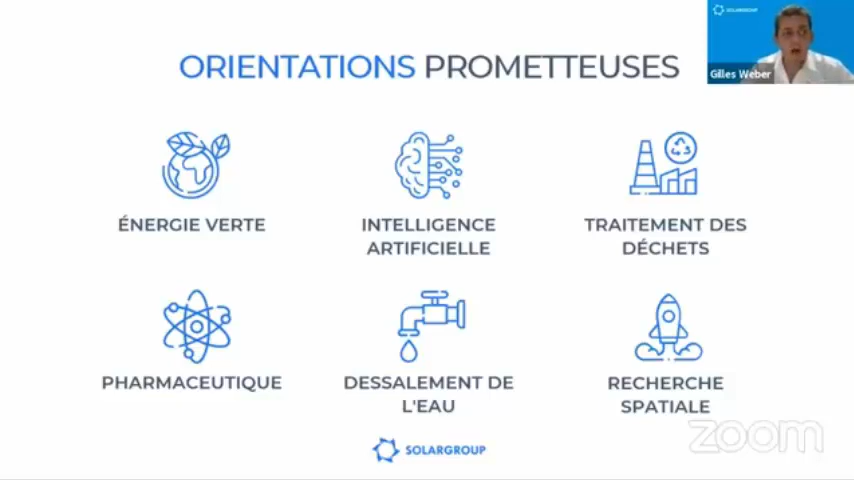 SOLARGROUP
Gilles Weber
ORIENTATIONS PROMETTEUSES
ÉNERGIE VERTE
INTELLIGENCE
ARTIFICIELLE
TRAITEMENT DES
DÉCHETS
PHARMACEUTIQUE
DESSALEMENT DE
L'EAU
RECHERCHE
SPATIALE
SOLARGROUP
zoom